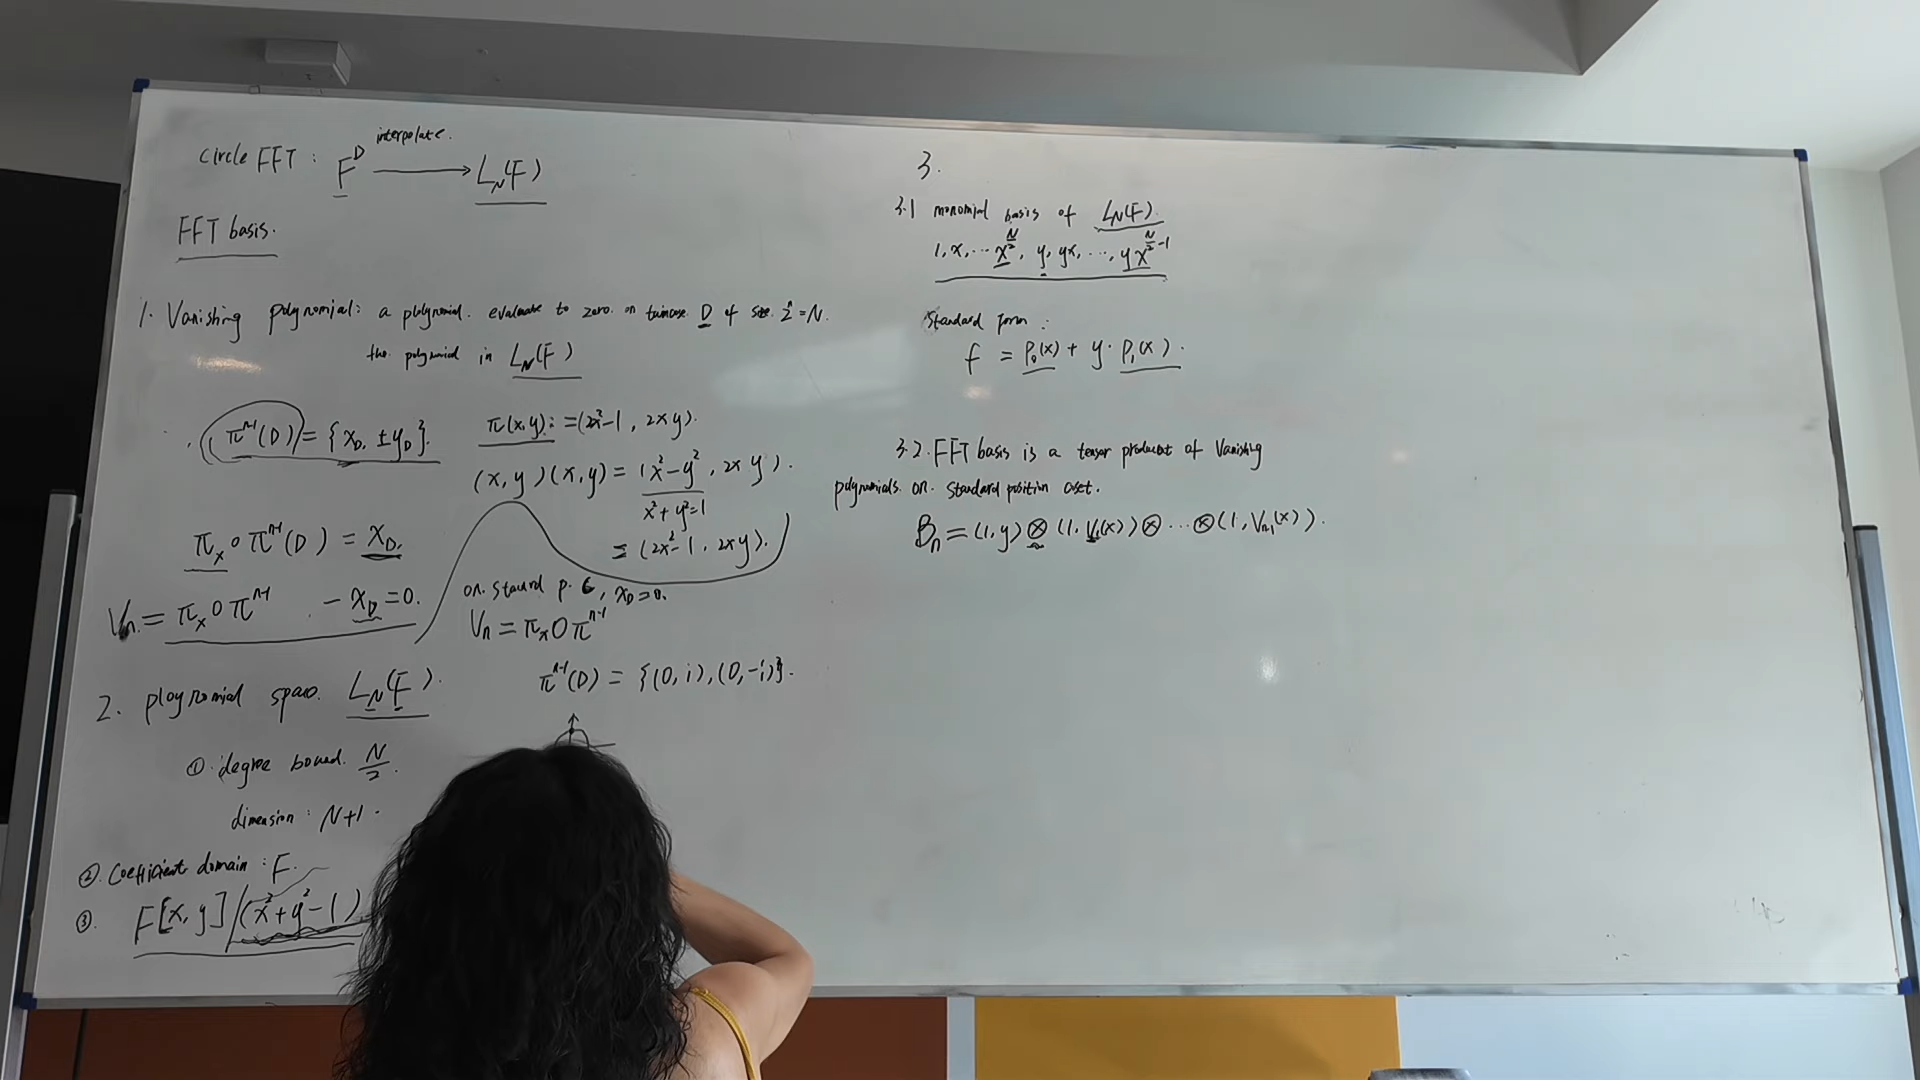 circle FFT : F^D → L_N(F)
interpolate.
FFT basis.
1. Vanishing polynomial: a polynomial. evaluate to zero. on twincose. D of size. 2^n = N.
the polynomial in L_N(F)
(π^{n-1}(D) = {x_D, ±y_D}.
π(x,y): = (2x²-1, 2xy).
(x,y)(x,y) = (x²-y², 2xy).
x²+y²=1
= (2x²-1, 2xy).
π_x∘π^{n-1}(D) = x_D.
V_n = π_x∘π^{n-1} - x_D = 0.
on. p. , x_D = 0.
V_n = π_x∘π^{n-1}
π^{n-1}(D) = {(0,i),(0,-i)}.
2. ploynomial L_N(F).
①. degree bound. N/2.
dimension: N+1.
②. Coefficient domain: F.
③. F[x,y]/(x²+y²-1)
3.
3.1 monomial basis of L_N(F).
1, x, ... x^{N/2}, y, yx, ..., yx^{N/2-1}
Standard form:
f = p_0(x) + y· p_1(x).
3.2. FFT basis is a tensor product of Vanishing
polynomials. on. standard position coset.
B_n = (1,y) ⊗ (1, V_1(x)) ⊗ ... ⊗ (1, V_{n-1}(x)).